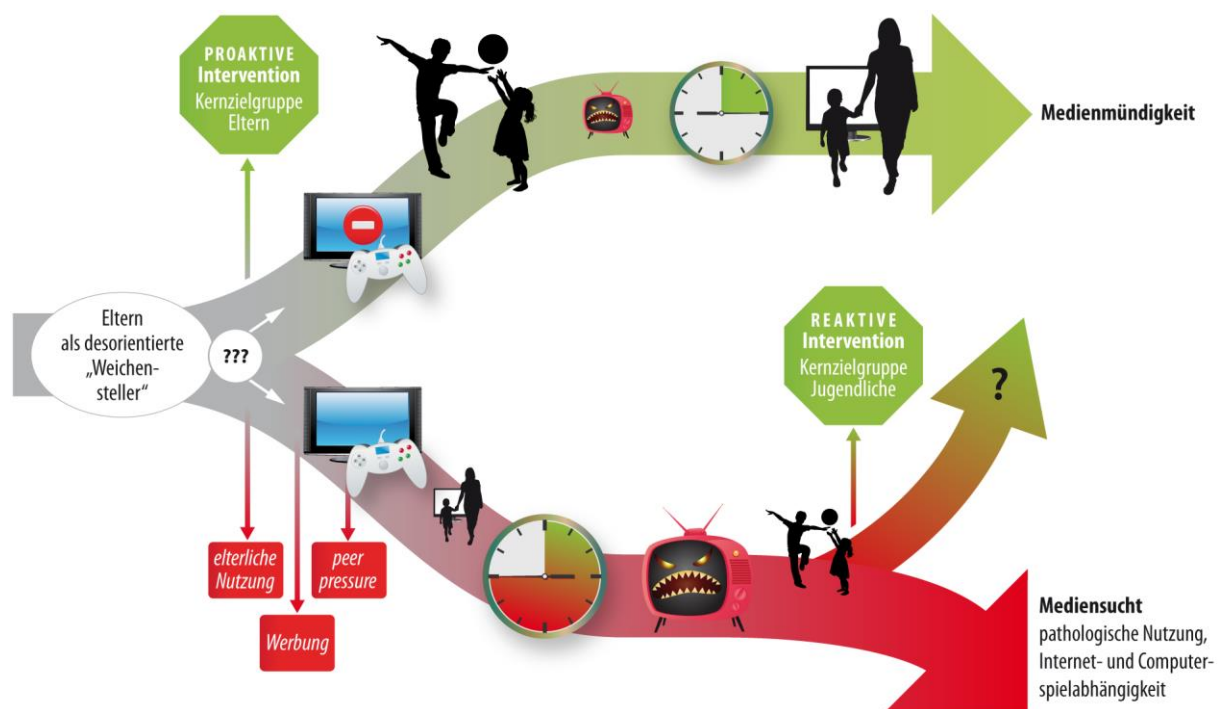 PROAKTIVE
Intervention
Kernzielgruppe
Eltern
Medienmündigkeit
Eltern
als desorientierte
„Weichen-
steller“
???
REAKTIVE
Intervention
Kernzielgruppe
Jugendliche
?
elterliche
Nutzung
peer
pressure
Werbung
Mediensucht
pathologische Nutzung,
Internet- und Computer-
spielabhängigkeit